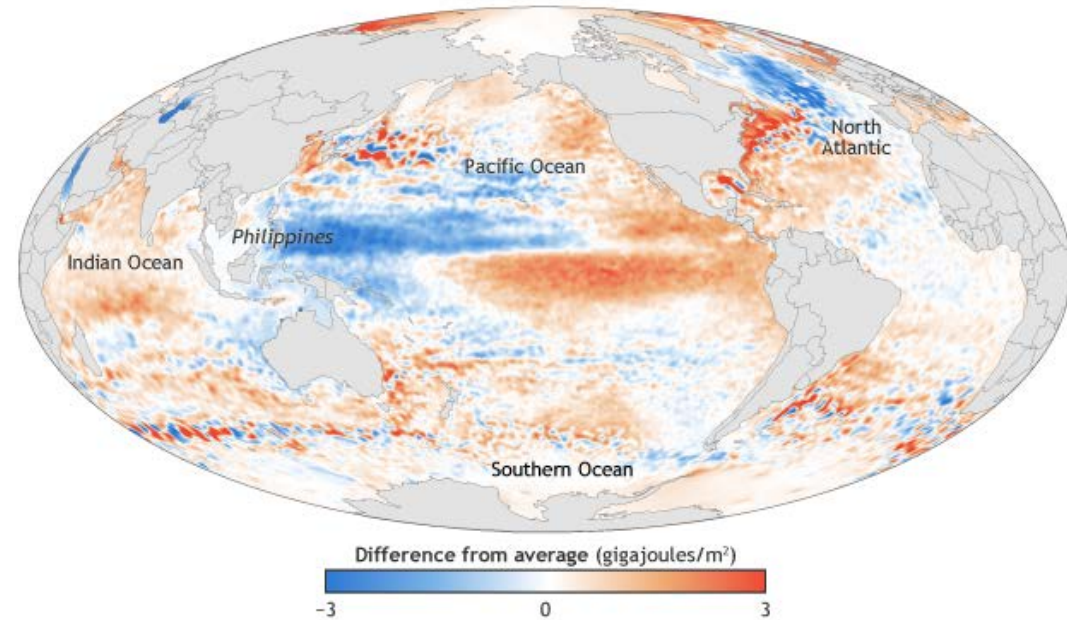 North
Atlantic
Pacific Ocean
Philippines
Indian Ocean
Southern Ocean
Difference from average (gigajoules/m²)
−3
0
3